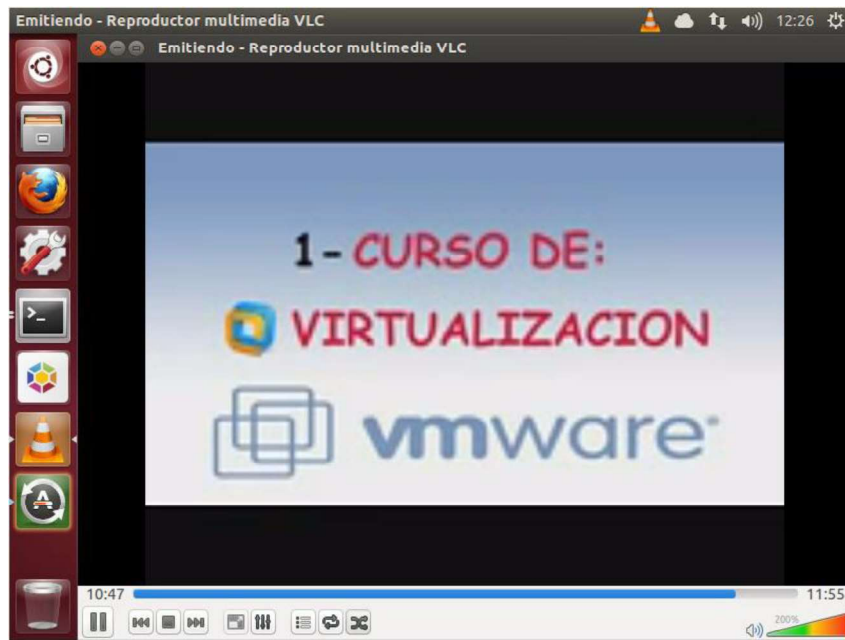 Emitiendo - Reproductor multimedia VLC
12:26
Emitiendo - Reproductor multimedia VLC
1 - CURSO DE:
VIRTUALIZACION
vmware
10:47
11:55
200%